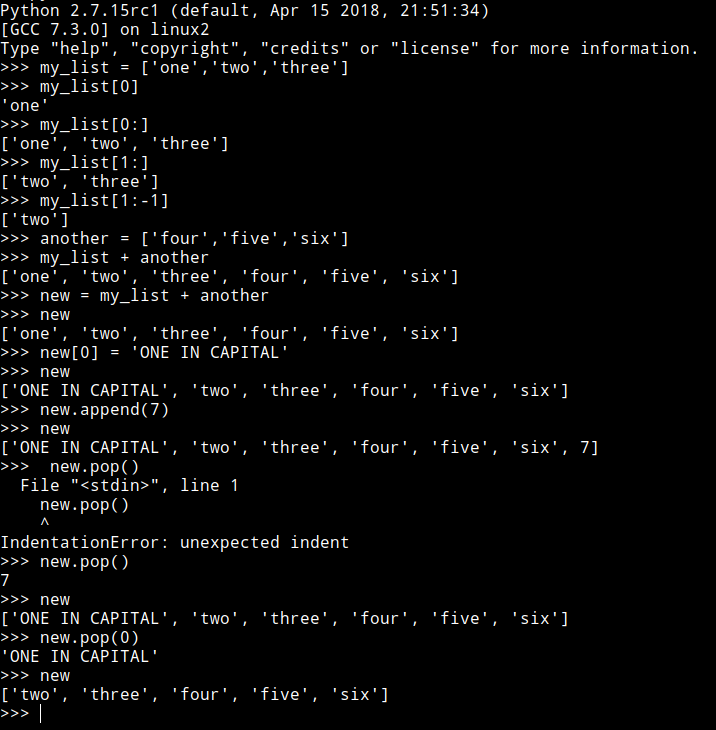 Python 2.7.15rc1 (default, Apr 15 2018, 21:51:34)
[GCC 7.3.0] on linux2
Type "help", "copyright", "credits" or "license" for more information.
>>> my_list = ['one','two','three']
>>> my_list[0]
'one'
>>> my_list[0:]
['one', 'two', 'three']
>>> my_list[1:]
['two', 'three']
>>> my_list[1:-1]
['two']
>>> another = ['four','five','six']
>>> my_list + another
['one', 'two', 'three', 'four', 'five', 'six']
>>> new = my_list + another
>>> new
['one', 'two', 'three', 'four', 'five', 'six']
>>> new[0] = 'ONE IN CAPITAL'
>>> new
['ONE IN CAPITAL', 'two', 'three', 'four', 'five', 'six']
>>> new.append(7)
>>> new
['ONE IN CAPITAL', 'two', 'three', 'four', 'five', 'six', 7]
>>>  new.pop()
  File "<stdin>", line 1
    new.pop()
    ^
IndentationError: unexpected indent
>>> new.pop()
7
>>> new
['ONE IN CAPITAL', 'two', 'three', 'four', 'five', 'six']
>>> new.pop(0)
'ONE IN CAPITAL'
>>> new
['two', 'three', 'four', 'five', 'six']
>>>